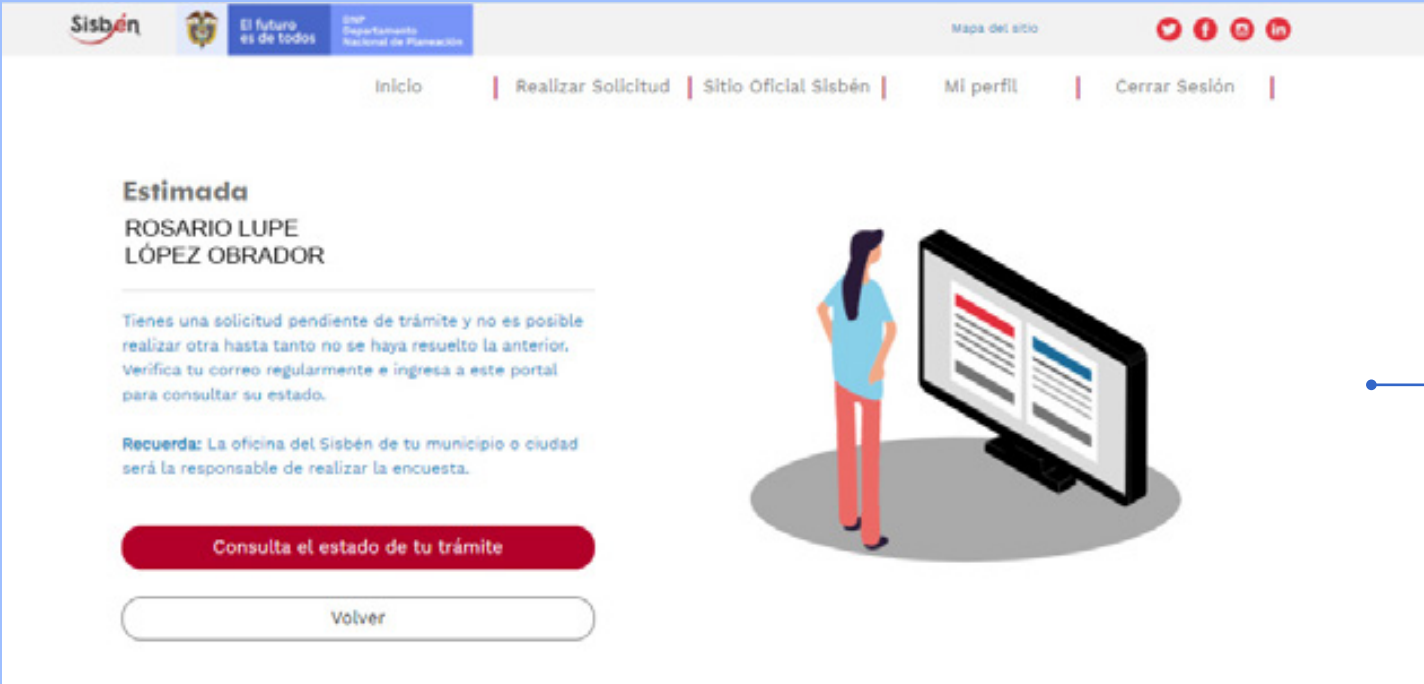 Sisbén
El futuro
es de todos
DNP
Departamento
Nacional de Planeación
Mapa del sitio
Inicio
Realizar Solicitud
Sitio Oficial Sisbén
Mi perfil
Cerrar Sesión
Estimada
ROSARIO LUPE
LÓPEZ OBRADOR
Tienes una solicitud pendiente de trámite y no es posible
realizar otra hasta tanto no se haya resuelto la anterior.
Verifica tu correo regularmente e ingresa a este portal
para consultar su estado.
Recuerda: La oficina del Sisbén de tu municipio o ciudad
será la responsable de realizar la encuesta.
Consulta el estado de tu trámite
Volver